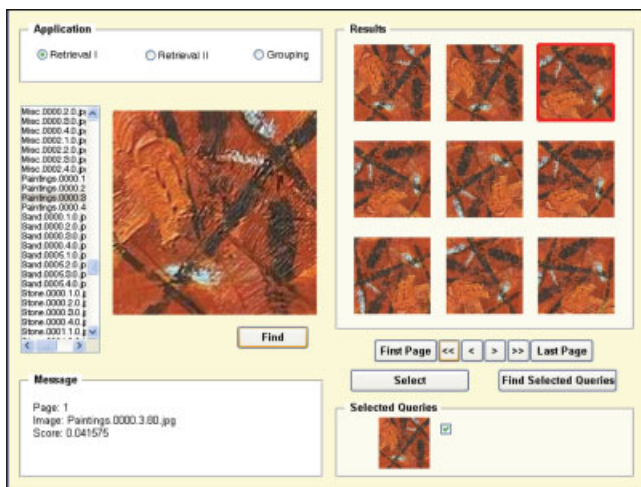 Application
Retrieval I
Retrieval II
Grouping
Misc.0000.2.0.jp
Misc.0000.3.0.jp
Misc.0000.4.0.jp
Misc.0002.1.0.jp
Misc.0002.2.0.jp
Misc.0002.3.0.jp
Misc.0002.4.0.jp
Paintings.0000.1
Paintings.0000.2
Paintings.0000.3
Paintings.0000.4
Sand.0000.1.0.jp
Sand.0000.2.0.jp
Sand.0000.3.0.jp
Sand.0000.4.0.jp
Sand.0005.1.0.jp
Sand.0005.2.0.jp
Sand.0005.3.0.jp
Sand.0005.4.0.jp
Stone.0000.1.0.j
Stone.0000.2.0.j
Stone.0000.3.0.j
Stone.0000.4.0.j
Stone.0001.1.0.j
Find
Message
Page: 1
Image: Paintings.0000.3.80.jpg
Score: 0.041575
Results
First Page << < > >> Last Page
Select
Find Selected Queries
Selected Queries